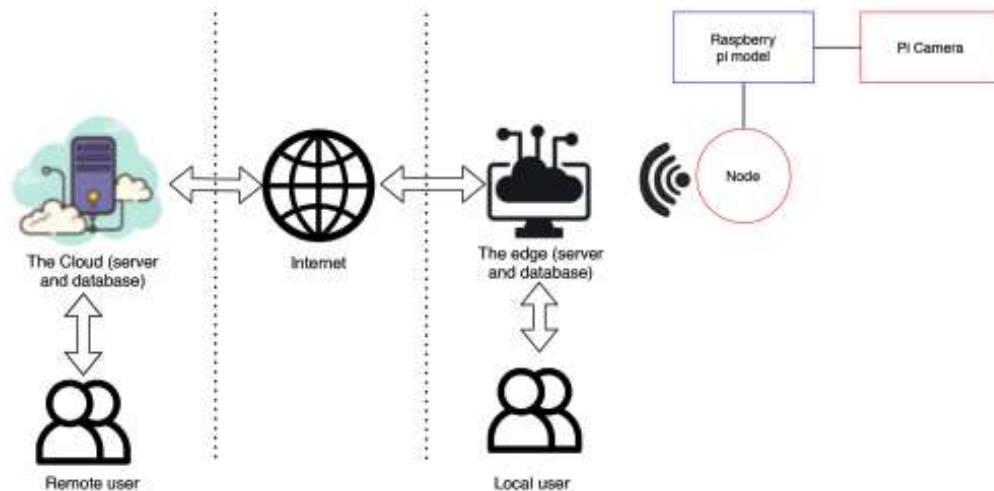 Raspberry
pi model
Pi Camera
Node
The Cloud (server
and database)
Internet
The edge (server
and database)
Remote user
Local user